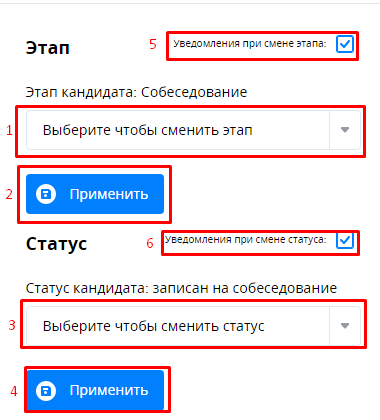 Этап
5
Уведомления при смене этапа:
Этап кандидата: Собеседование
1
Выберите чтобы сменить этап
2
Применить
Статус
6
Уведомления при смене статуса:
Статус кандидата: записан на собеседование
3
Выберите чтобы сменить статус
4
Применить